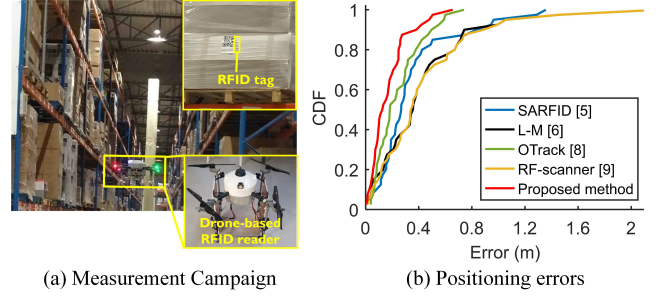 RFID tag
Drone-based
RFID reader
(a) Measurement Campaign
CDF
1
0.8
0.6
0.4
0.2
0
0
0.4
0.8
1.2
1.6
2
Error (m)
SARFID [5]
L-M [6]
OTrack [8]
RF-scanner [9]
Proposed method
(b) Positioning errors